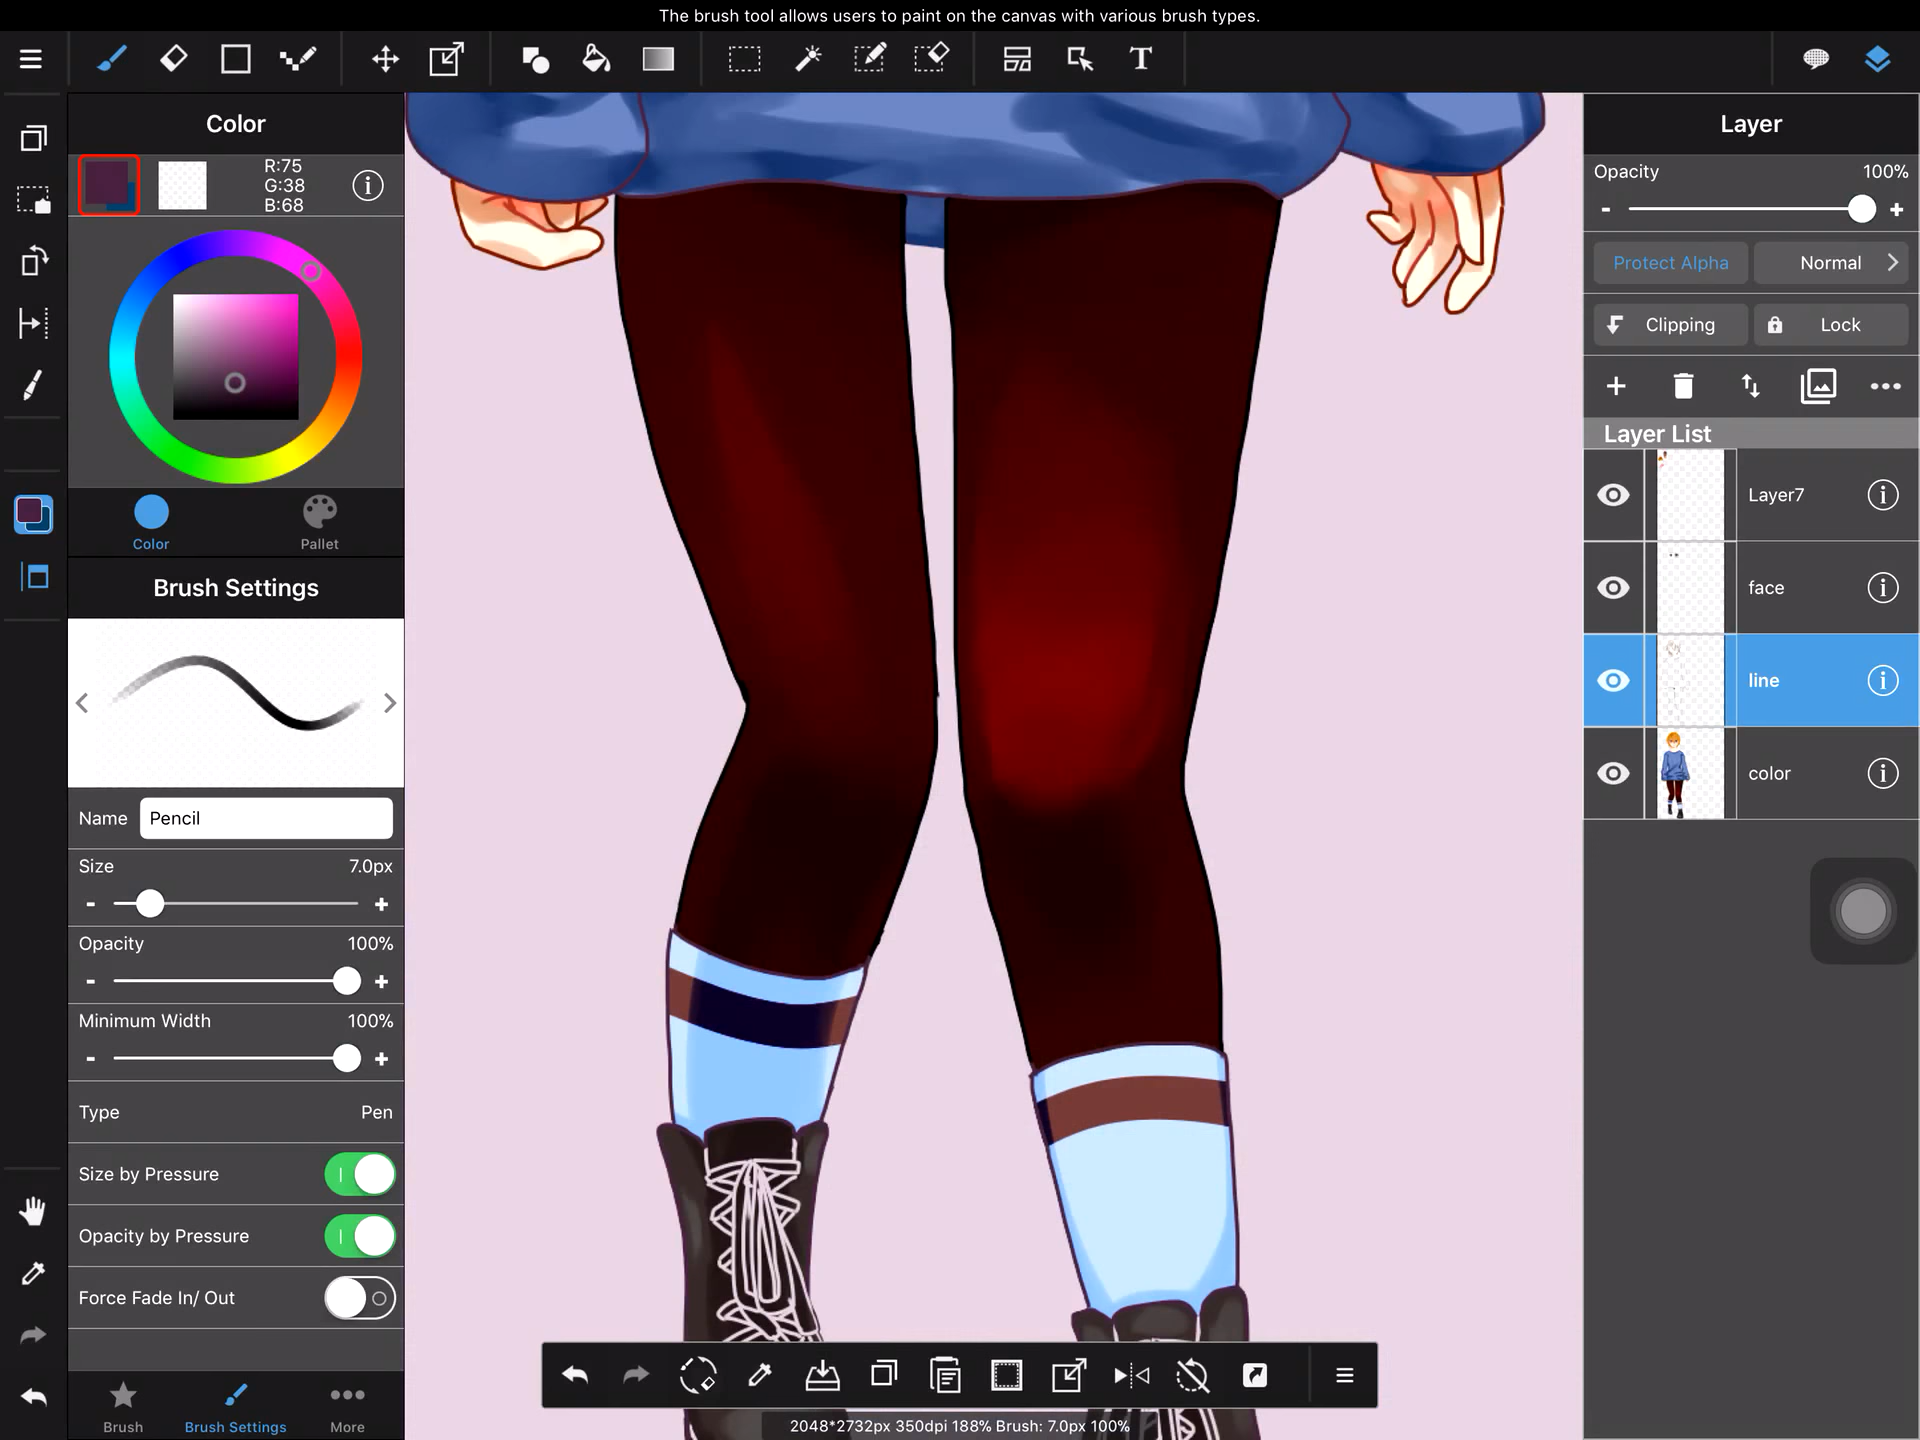 The brush tool allows users to paint on the canvas with various brush types.
T
Color
R:75
G:38
B:68
Color
Pallet
Brush Settings
Name Pencil
Size 7.0px
- +
Opacity 100%
- +
Minimum Width 100%
- +
Type Pen
Size by Pressure
Opacity by Pressure
Force Fade In/ Out
Brush
Brush Settings
More
2048*2732px 350dpi 188% Brush: 7.0px 100%
Layer
Opacity 100%
- +
Protect Alpha Normal
Clipping Lock
Layer List
Layer7
face
line
color